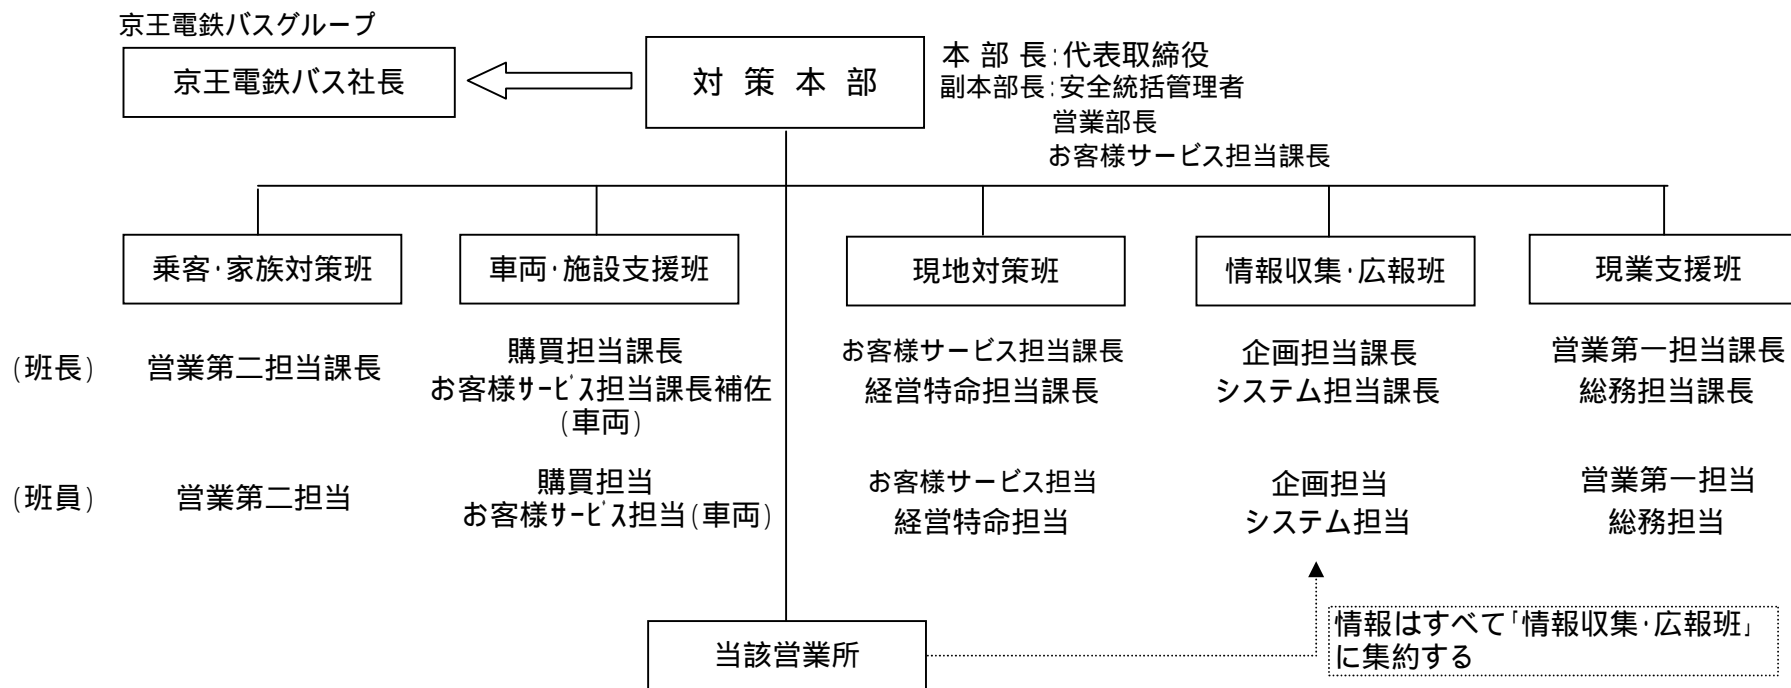 京王電鉄バスグループ
京王電鉄バス社長
対 策 本 部
本 部 長:代表取締役
副本部長:安全統括管理者
営業部長
お客様サービス担当課長
乗客・家族対策班
車両・施設支援班
現地対策班
情報収集・広報班
現業支援班
(班長)
営業第二担当課長
購買担当課長
お客様ｻｰﾋﾞｽ担当課長補佐
(車両)
お客様サービス担当課長
経営特命担当課長
企画担当課長
システム担当課長
営業第一担当課長
総務担当課長
(班員)
営業第二担当
購買担当
お客様ｻｰﾋﾞｽ担当(車両)
お客様サービス担当
経営特命担当
企画担当
システム担当
営業第一担当
総務担当
当該営業所
情報はすべて「情報収集・広報班」
に集約する